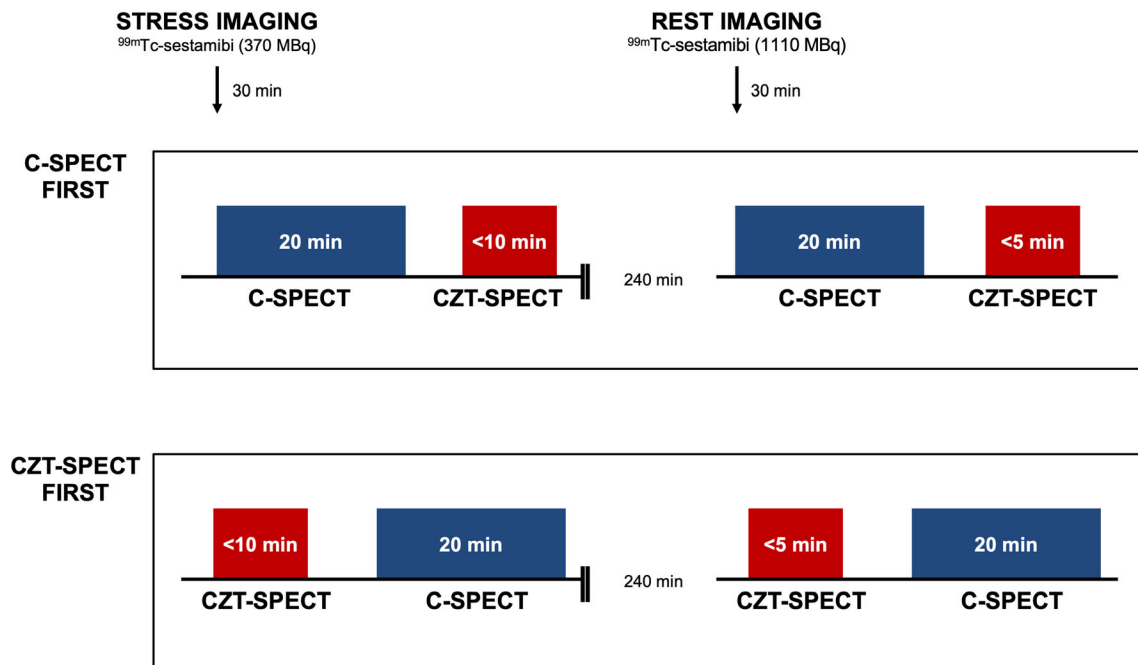 STRESS IMAGING
⁹⁹ᵐTc-sestamibi (370 MBq)
30 min
REST IMAGING
⁹⁹ᵐTc-sestamibi (1110 MBq)
30 min
C-SPECT
FIRST
20 min
<10 min
C-SPECT
CZT-SPECT
240 min
20 min
<5 min
C-SPECT
CZT-SPECT
CZT-SPECT
FIRST
<10 min
20 min
CZT-SPECT
C-SPECT
240 min
<5 min
20 min
CZT-SPECT
C-SPECT